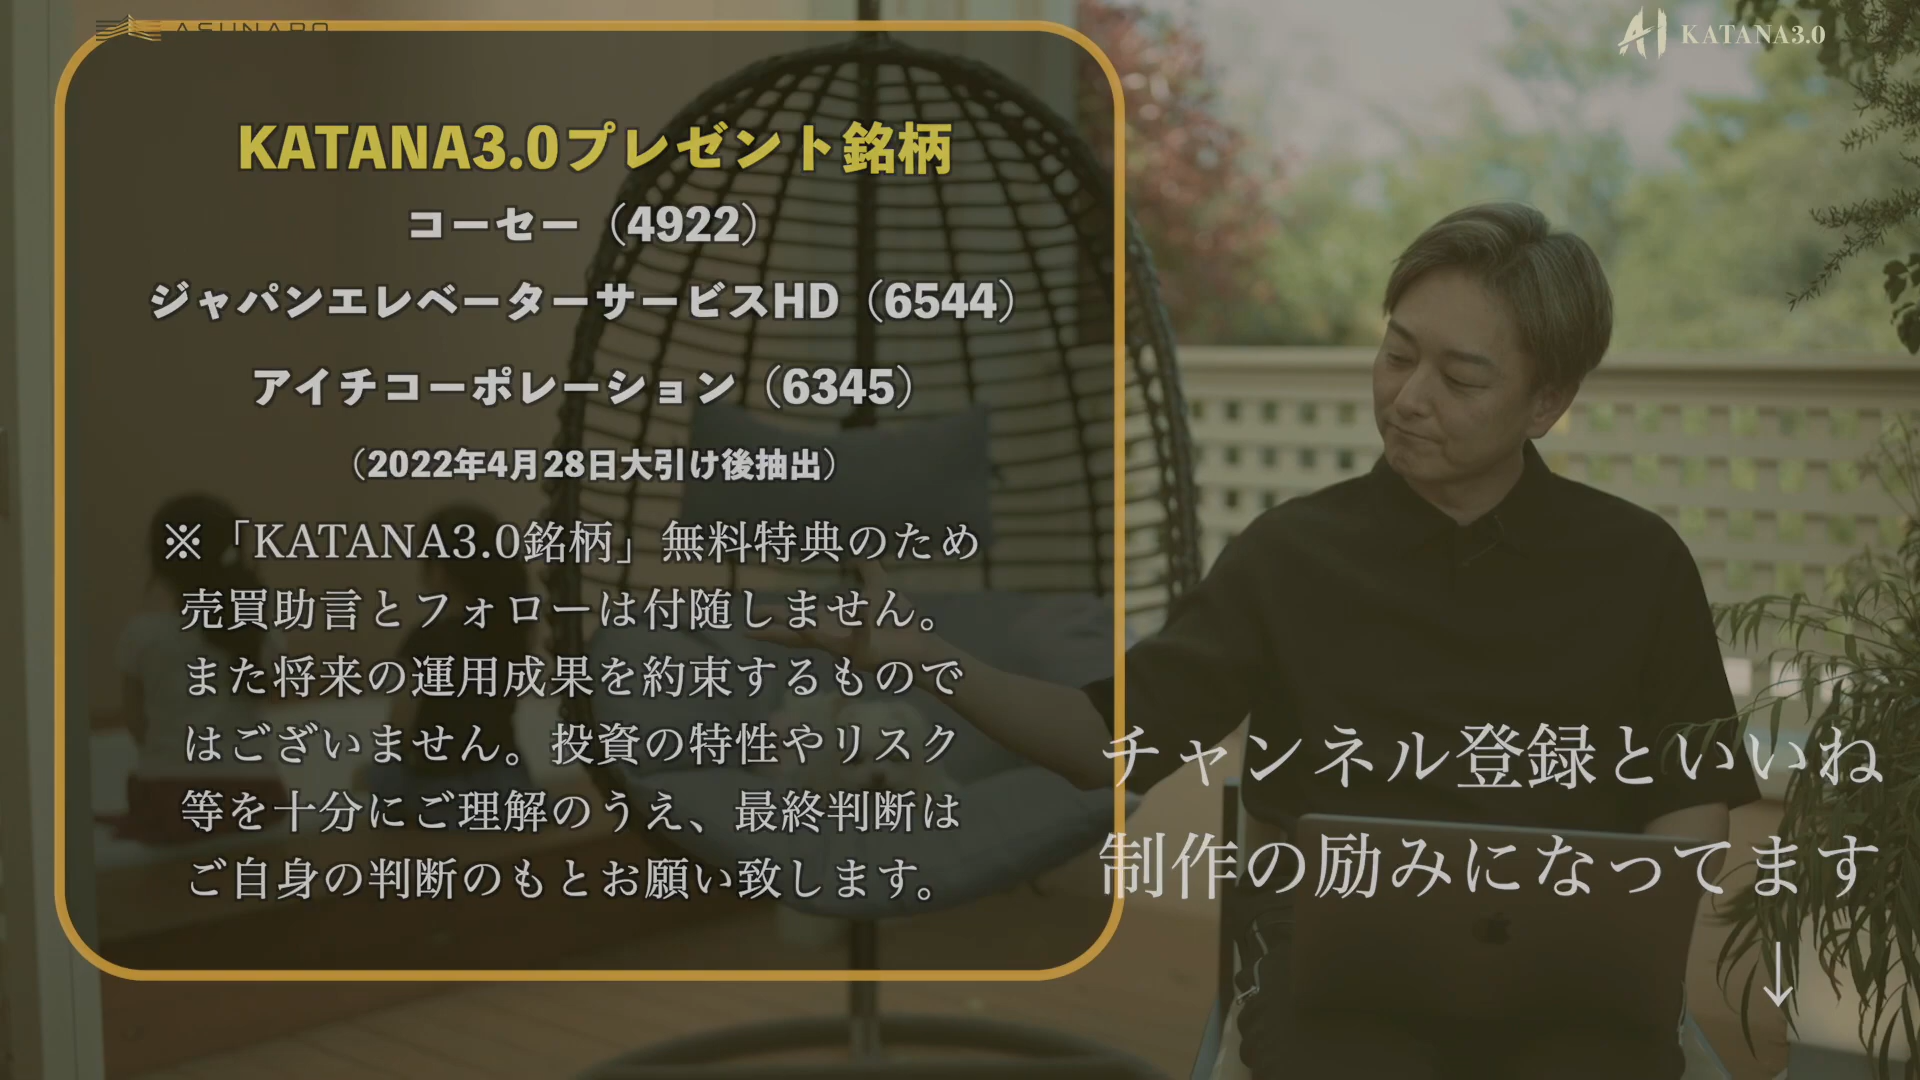 ASUNARO
AI KATANA3.0
KATANA3.0プレゼント銘柄
コーセー（4922）
ジャパンエレベーターサービスHD（6544）
アイチコーポレーション（6345）
（2022年4月28日大引け後抽出）
※「KATANA3.0銘柄」無料特典のため
売買助言とフォローは付随しません。
また将来の運用成果を約束するもので
はございません。投資の特性やリスク
等を十分にご理解のうえ、最終判断は
ご自身の判断のもとお願い致します。
チャンネル登録といいね
制作の励みになってます
↓